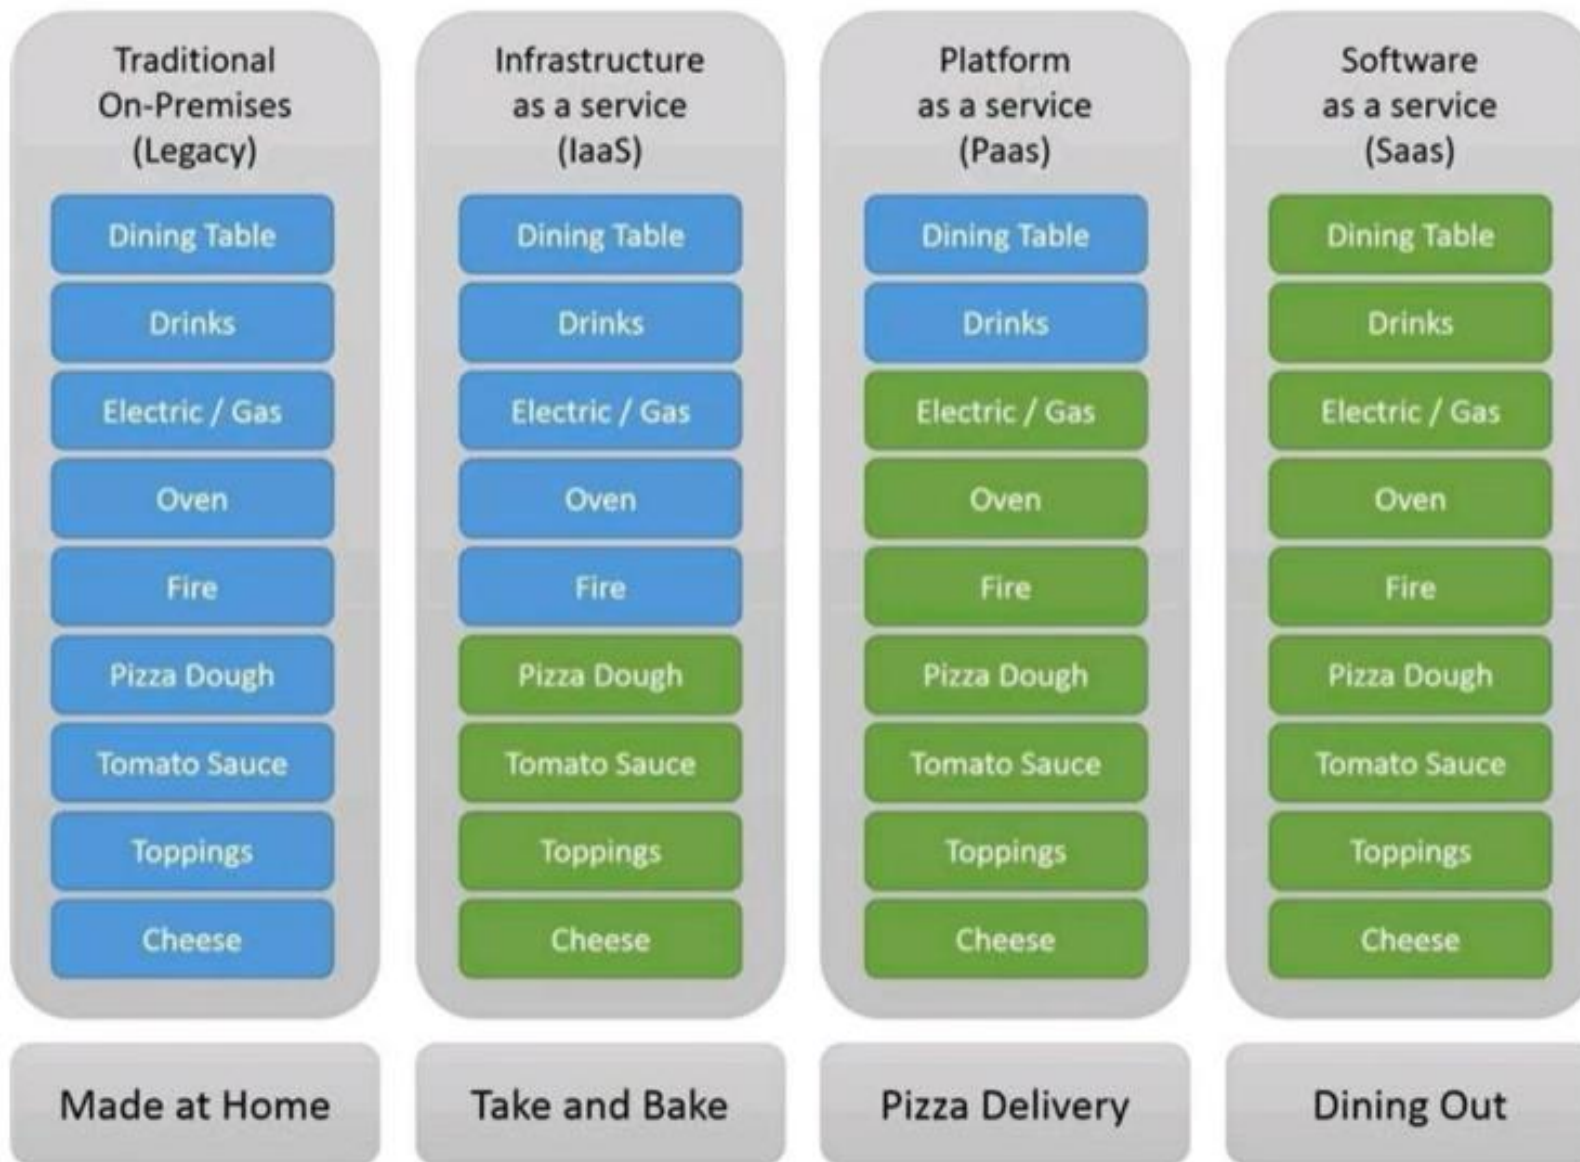 Traditional
On-Premises
(Legacy)
Dining Table
Drinks
Electric / Gas
Oven
Fire
Pizza Dough
Tomato Sauce
Toppings
Cheese
Made at Home
Infrastructure
as a service
(IaaS)
Dining Table
Drinks
Electric / Gas
Oven
Fire
Pizza Dough
Tomato Sauce
Toppings
Cheese
Take and Bake
Platform
as a service
(Paas)
Dining Table
Drinks
Electric / Gas
Oven
Fire
Pizza Dough
Tomato Sauce
Toppings
Cheese
Pizza Delivery
Software
as a service
(Saas)
Dining Table
Drinks
Electric / Gas
Oven
Fire
Pizza Dough
Tomato Sauce
Toppings
Cheese
Dining Out